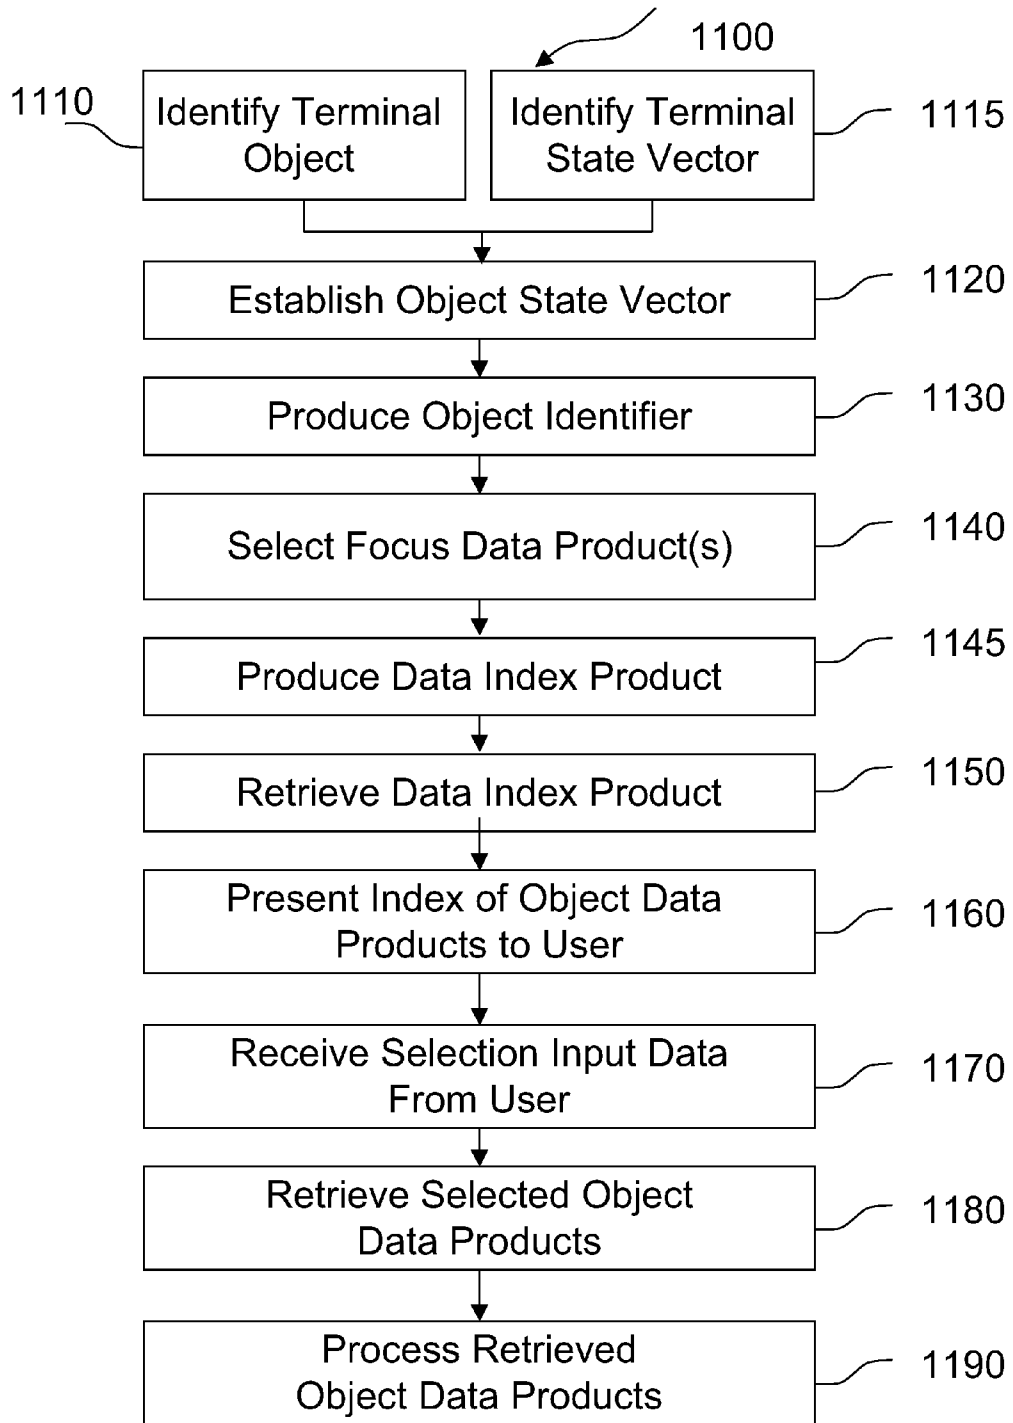 1100
1110
Identify Terminal
Object
Identify Terminal
State Vector
1115
Establish Object State Vector
1120
Produce Object Identifier
1130
Select Focus Data Product(s)
1140
Produce Data Index Product
1145
Retrieve Data Index Product
1150
Present Index of Object Data
Products to User
1160
Receive Selection Input Data
From User
1170
Retrieve Selected Object
Data Products
1180
Process Retrieved
Object Data Products
1190